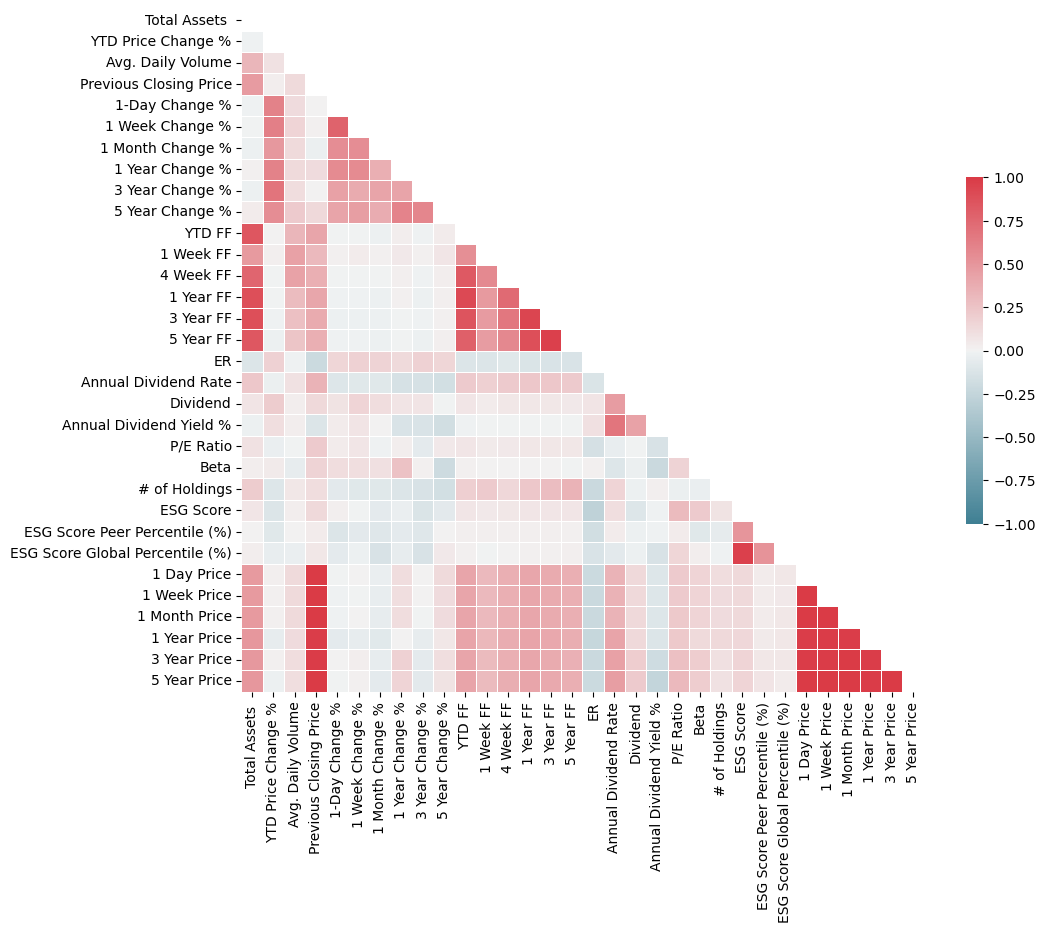 Total Assets
YTD Price Change %
Avg. Daily Volume
Previous Closing Price
1-Day Change %
1 Week Change %
1 Month Change %
1 Year Change %
3 Year Change %
5 Year Change %
YTD FF
1 Week FF
4 Week FF
1 Year FF
3 Year FF
5 Year FF
ER
Annual Dividend Rate
Dividend
Annual Dividend Yield %
P/E Ratio
Beta
# of Holdings
ESG Score
ESG Score Peer Percentile (%)
ESG Score Global Percentile (%)
1 Day Price
1 Week Price
1 Month Price
1 Year Price
3 Year Price
5 Year Price
Total Assets
YTD Price Change %
Avg. Daily Volume
Previous Closing Price
1-Day Change %
1 Week Change %
1 Month Change %
1 Year Change %
3 Year Change %
5 Year Change %
YTD FF
1 Week FF
4 Week FF
1 Year FF
3 Year FF
5 Year FF
ER
Annual Dividend Rate
Dividend
Annual Dividend Yield %
P/E Ratio
Beta
# of Holdings
ESG Score
ESG Score Peer Percentile (%)
ESG Score Global Percentile (%)
1 Day Price
1 Week Price
1 Month Price
1 Year Price
3 Year Price
5 Year Price
1.00
0.75
0.50
0.25
0.00
−0.25
−0.50
−0.75
−1.00